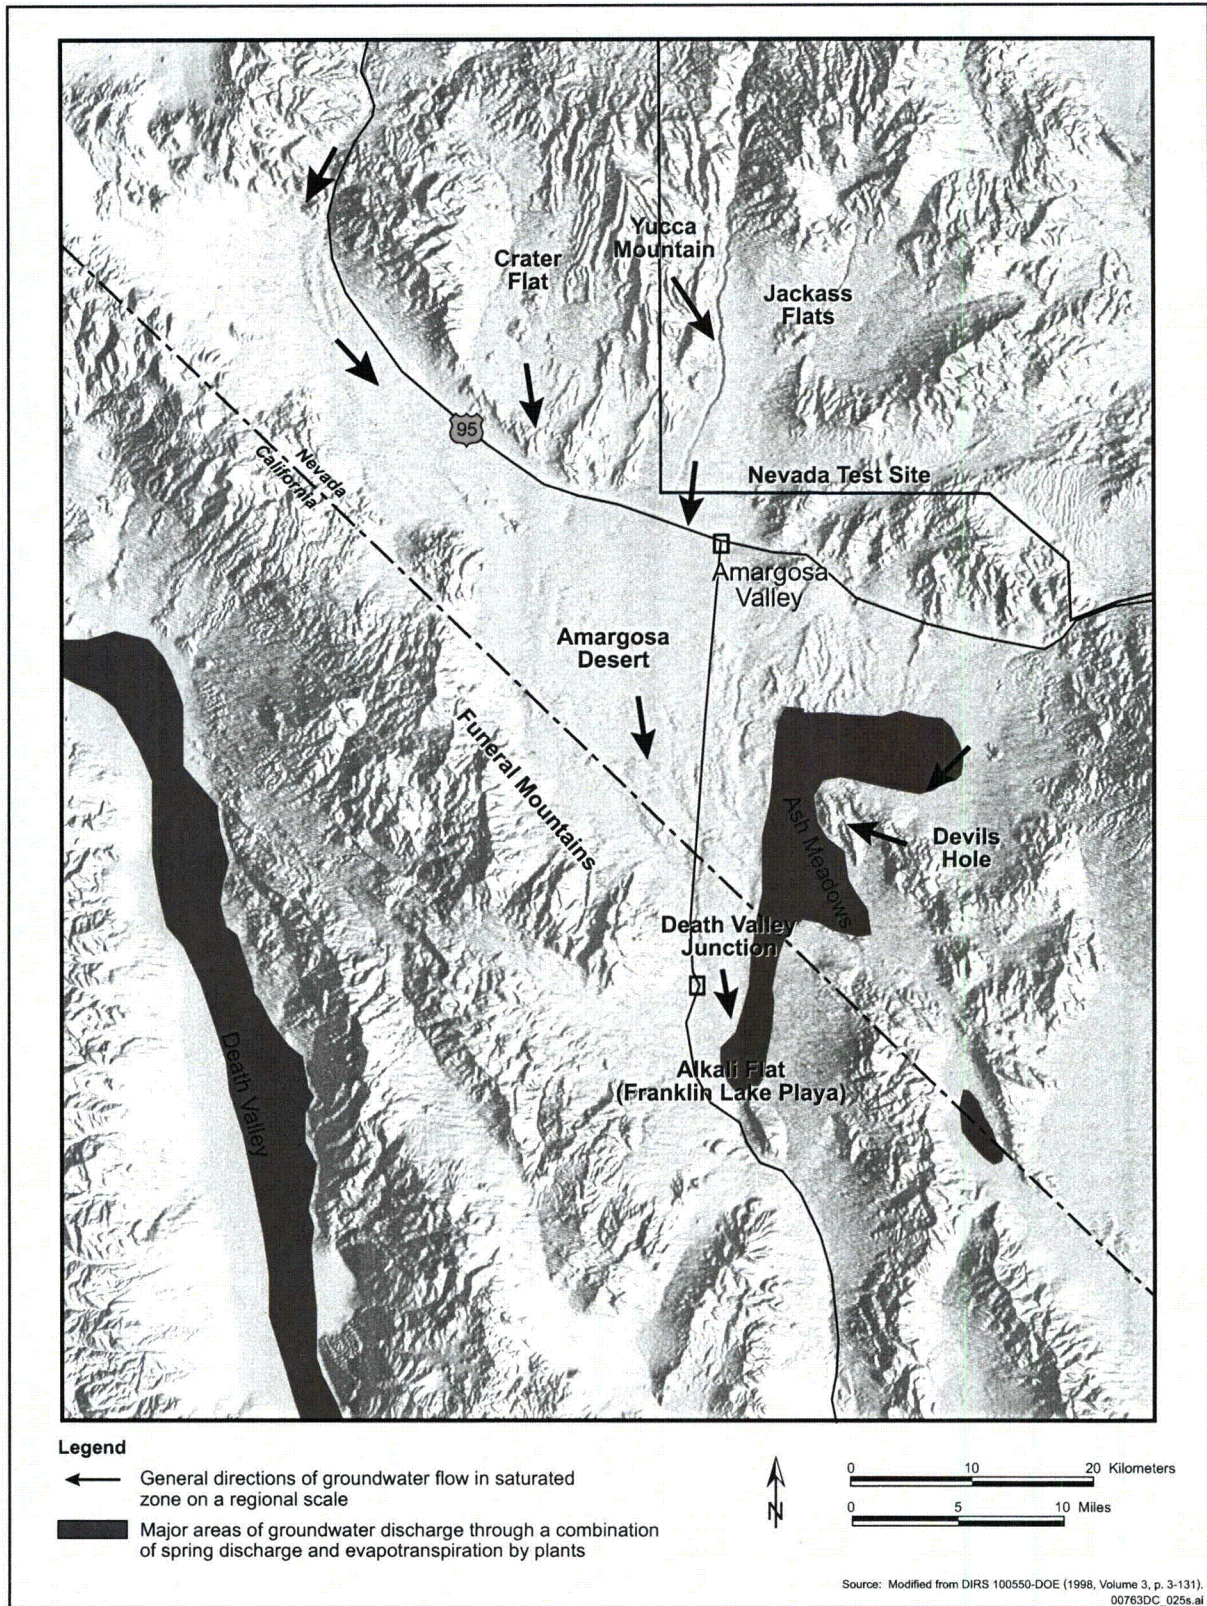 Yucca
Mountain
Crater
Flat
Jackass
Flats
95
Nevada
California
Nevada Test Site
Amargosa
Valley
Amargosa
Desert
Funeral Mountains
Ash Meadows
Devils
Hole
Death Valley
Junction
Death Valley
Alkali Flat
(Franklin Lake Playa)
Legend
General directions of groundwater flow in saturated
zone on a regional scale
Major areas of groundwater discharge through a combination
of spring discharge and evapotranspiration by plants
N
0 10 20 Kilometers
0 5 10 Miles
Source: Modified from DIRS 100550-DOE (1998, Volume 3, p. 3-131).
00763DC_025s.ai